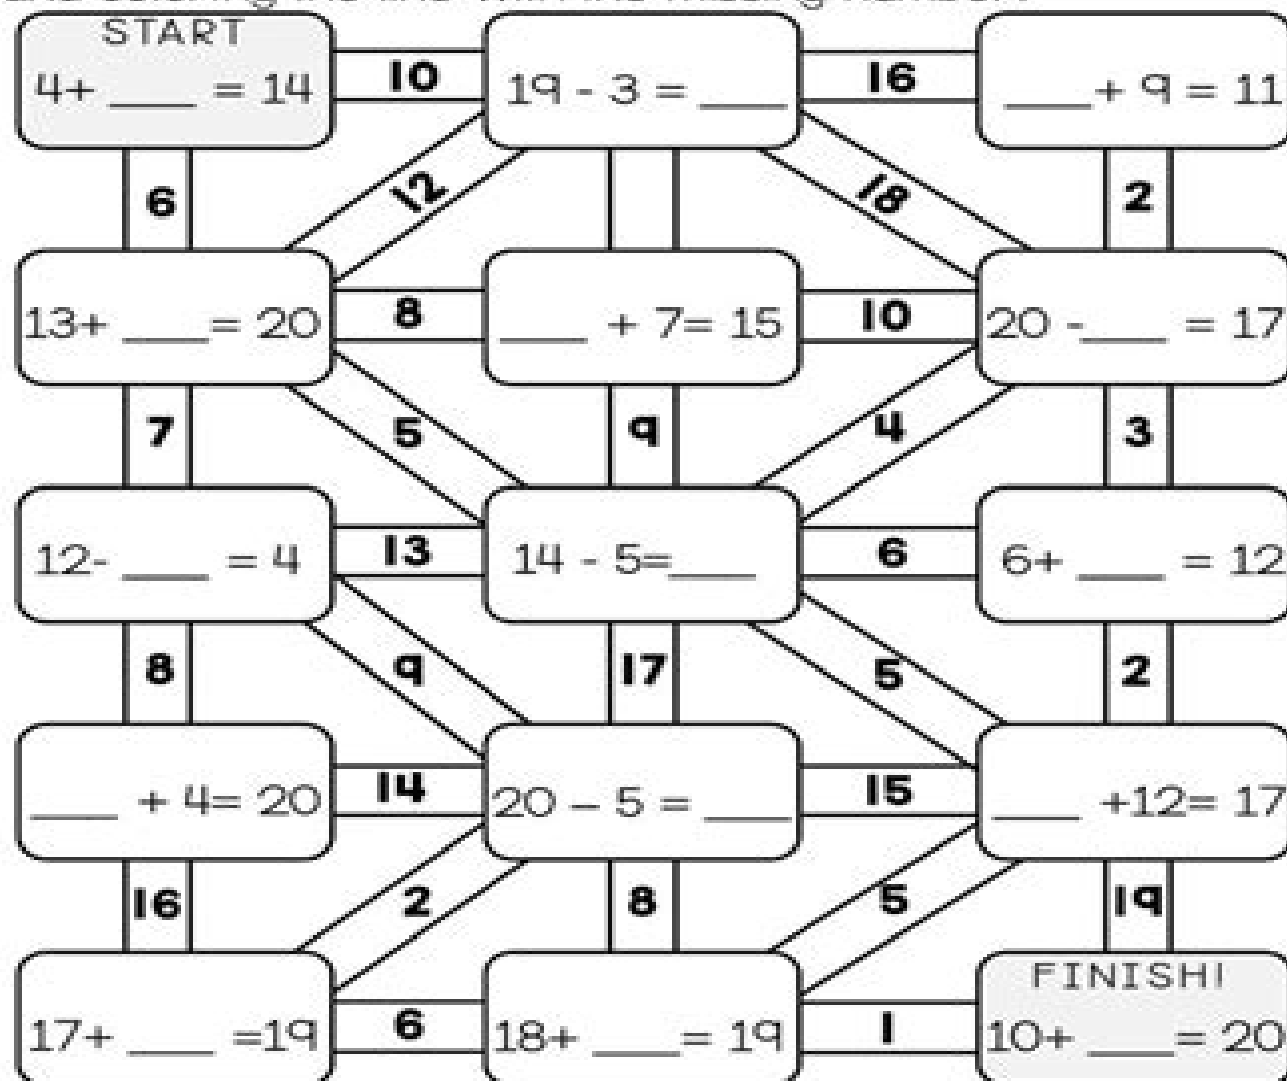 START
4+ ___ = 14
10
19 - 3 = ___
16
___+ 9 = 11
6
12
18
2
13+ ___= 20
8
___ + 7= 15
10
20 -___ = 17
7
5
9
4
3
12- ___ = 4
13
14 - 5=___
6
6+ ___ = 12
8
9
17
5
2
___ + 4= 20
14
20 – 5 = ___
15
___ +12= 17
16
2
8
5
19
17+ ___ =19
6
18+ ___= 19
1
FINISH!
10+ ___= 20